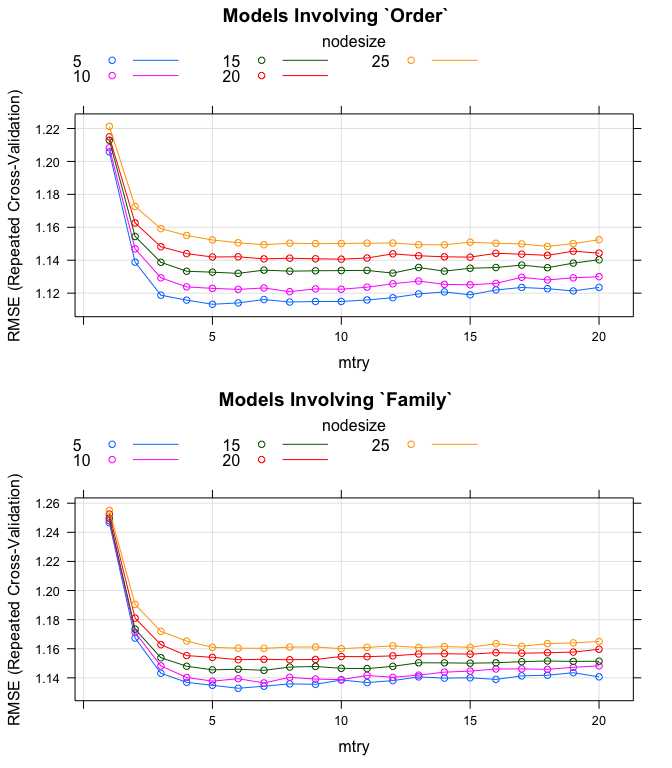 Models Involving `Order`
nodesize
5 15 25
10 20
RMSE (Repeated Cross-Validation)
1.22
1.20
1.18
1.16
1.14
1.12
5 10 15 20
mtry
Models Involving `Family`
nodesize
5 15 25
10 20
RMSE (Repeated Cross-Validation)
1.26
1.24
1.22
1.20
1.18
1.16
1.14
5 10 15 20
mtry